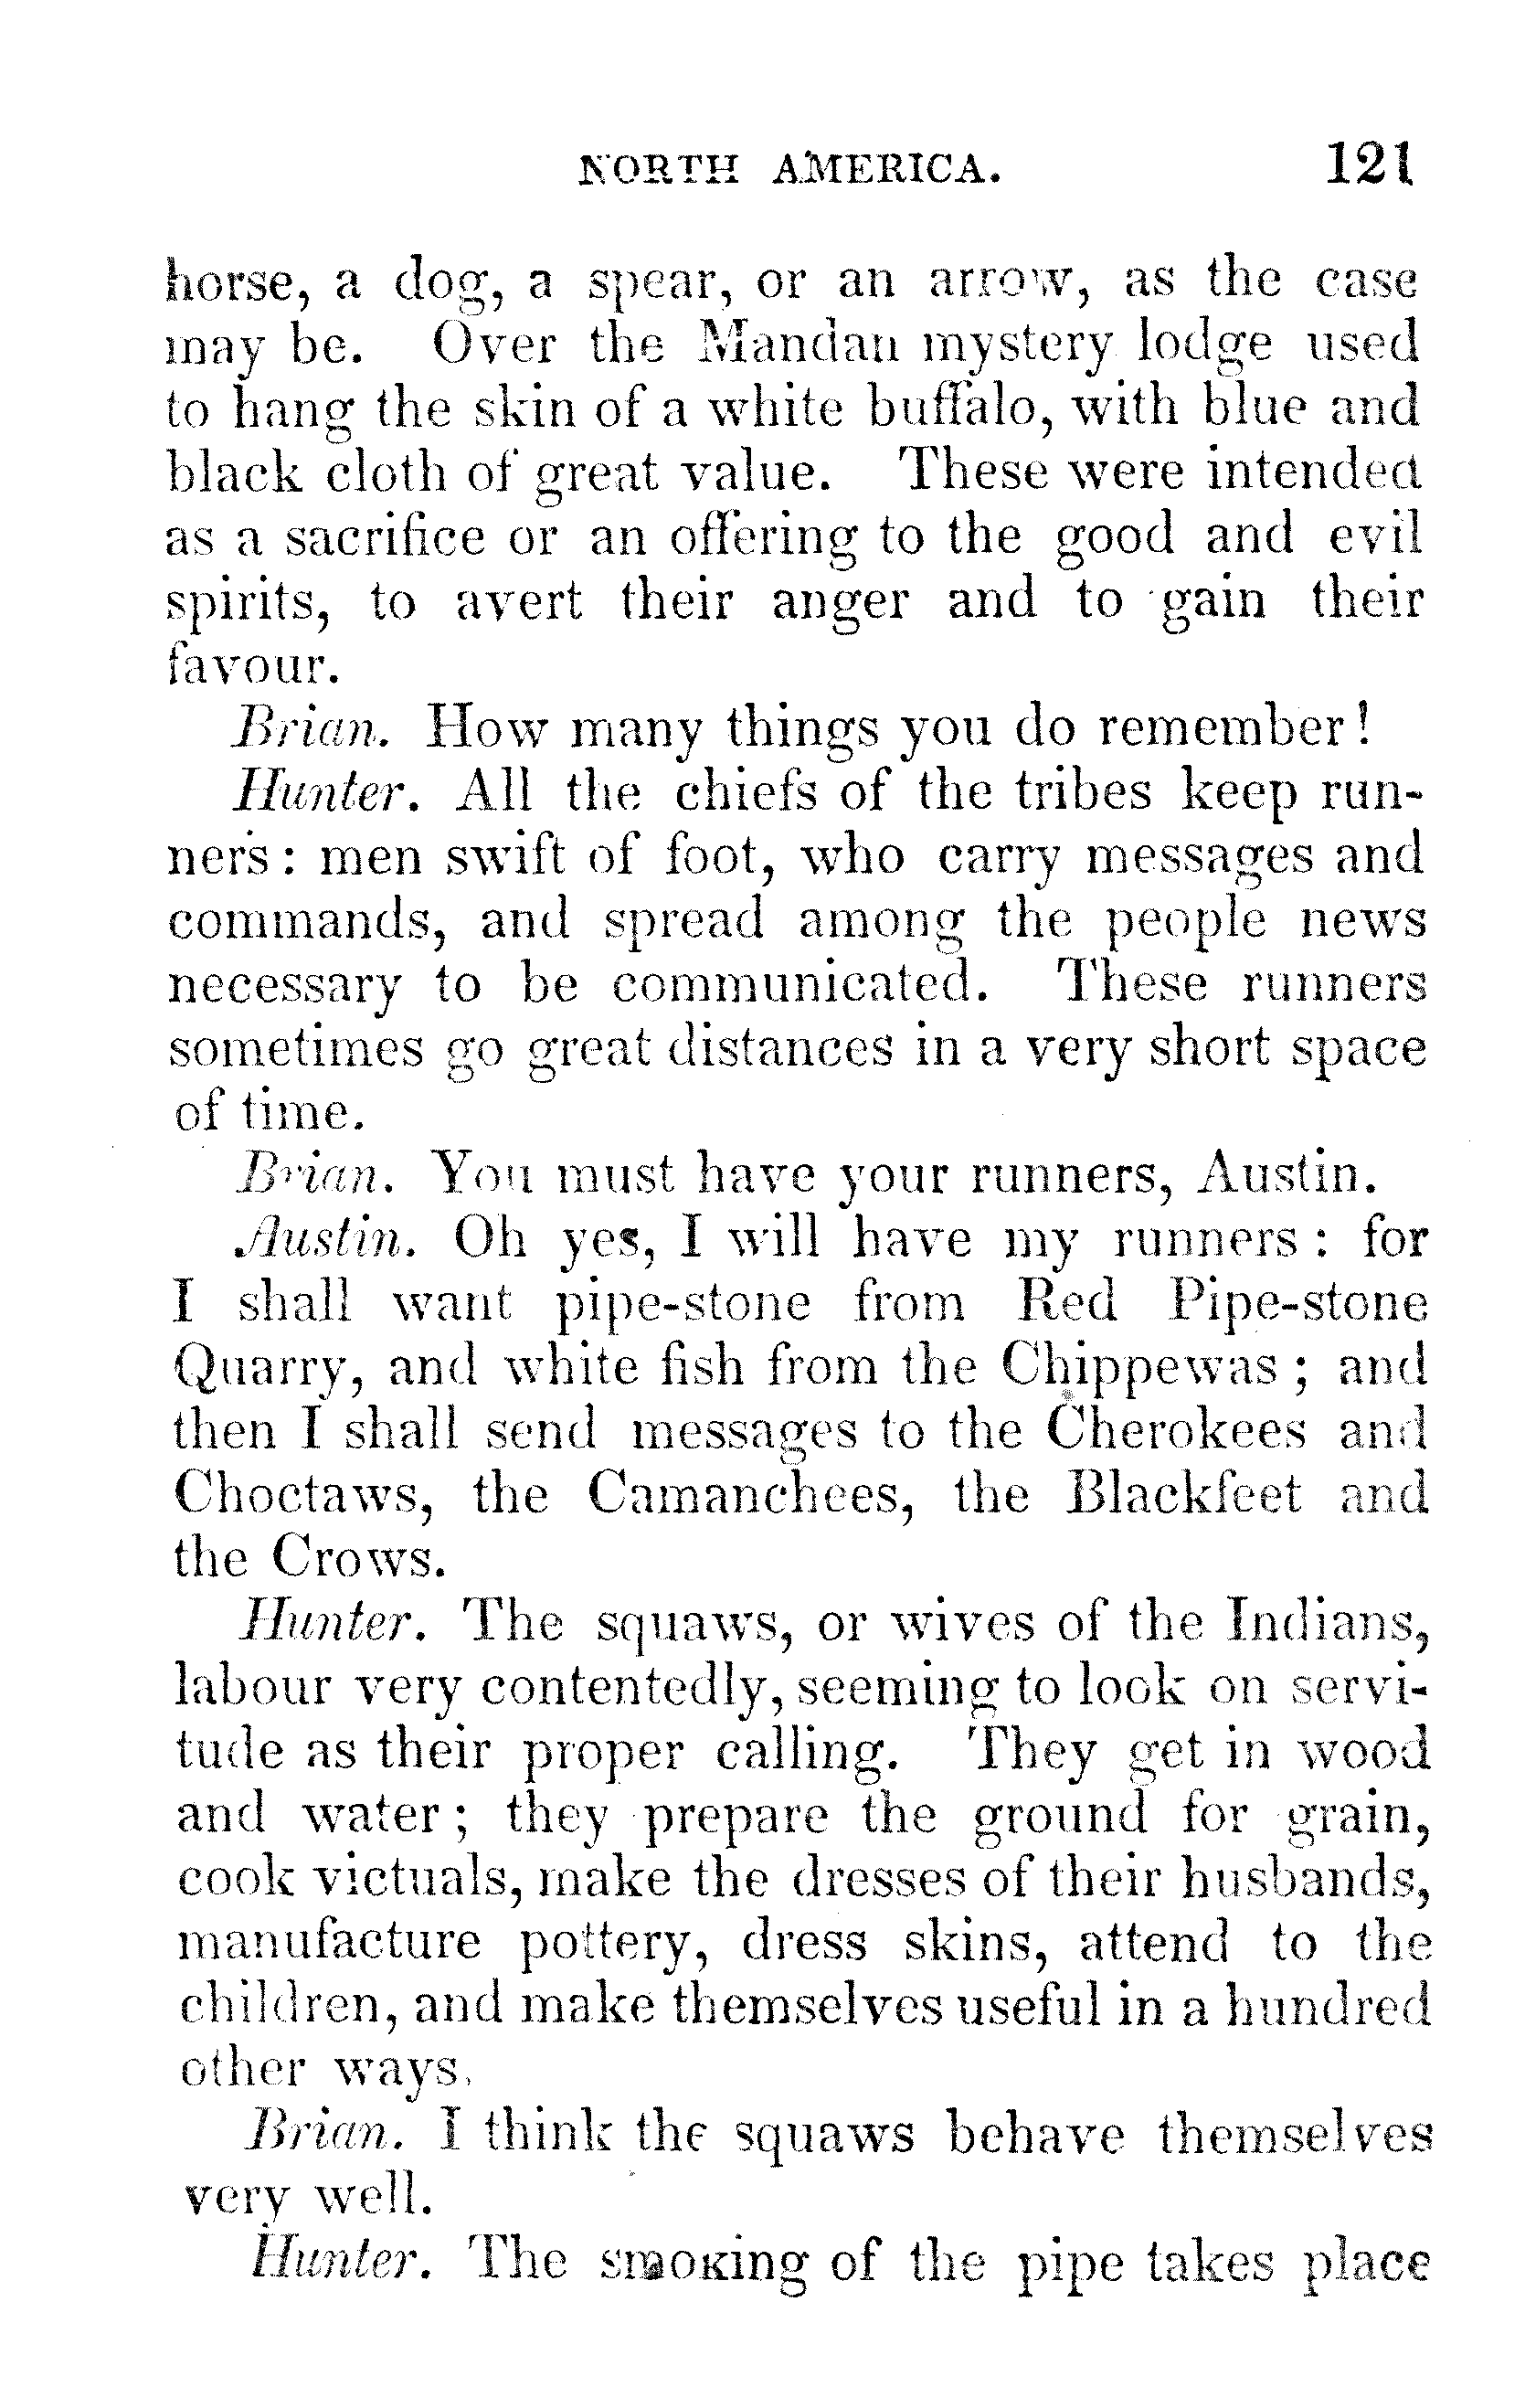 NORTH AMERICA. 121
horse, a dog, a spear, or an arrow, as the case
may be. Over the Mandan mystery lodge used
to hang the skin of a white buffalo, with blue and
black cloth of great value. These were intended
as a sacrifice or an offering to the good and evil
spirits, to avert their anger and to gain their
favour.
Brian. How many things you do remember!
Hunter. All the chiefs of the tribes keep run-
ners: men swift of foot, who carry messages and
commands, and spread among the people news
necessary to be communicated. These runners
sometimes go great distances in a very short space
of time.
Brian. You must have your runners, Austin.
Austin. Oh yes, I will have my runners: for
I shall want pipe-stone from Red Pipe-stone
Quarry, and white fish from the Chippewas; and
then I shall send messages to the Cherokees and
Choctaws, the Camanchees, the Blackfeet and
the Crows.
Hunter. The squaws, or wives of the Indians,
labour very contentedly, seeming to look on servi-
tude as their proper calling. They get in wood
and water; they prepare the ground for grain,
cook victuals, make the dresses of their husbands,
manufacture pottery, dress skins, attend to the
children, and make themselves useful in a hundred
other ways.
Brian. I think the squaws behave themselves
very well.
Hunter. The smoking of the pipe takes place